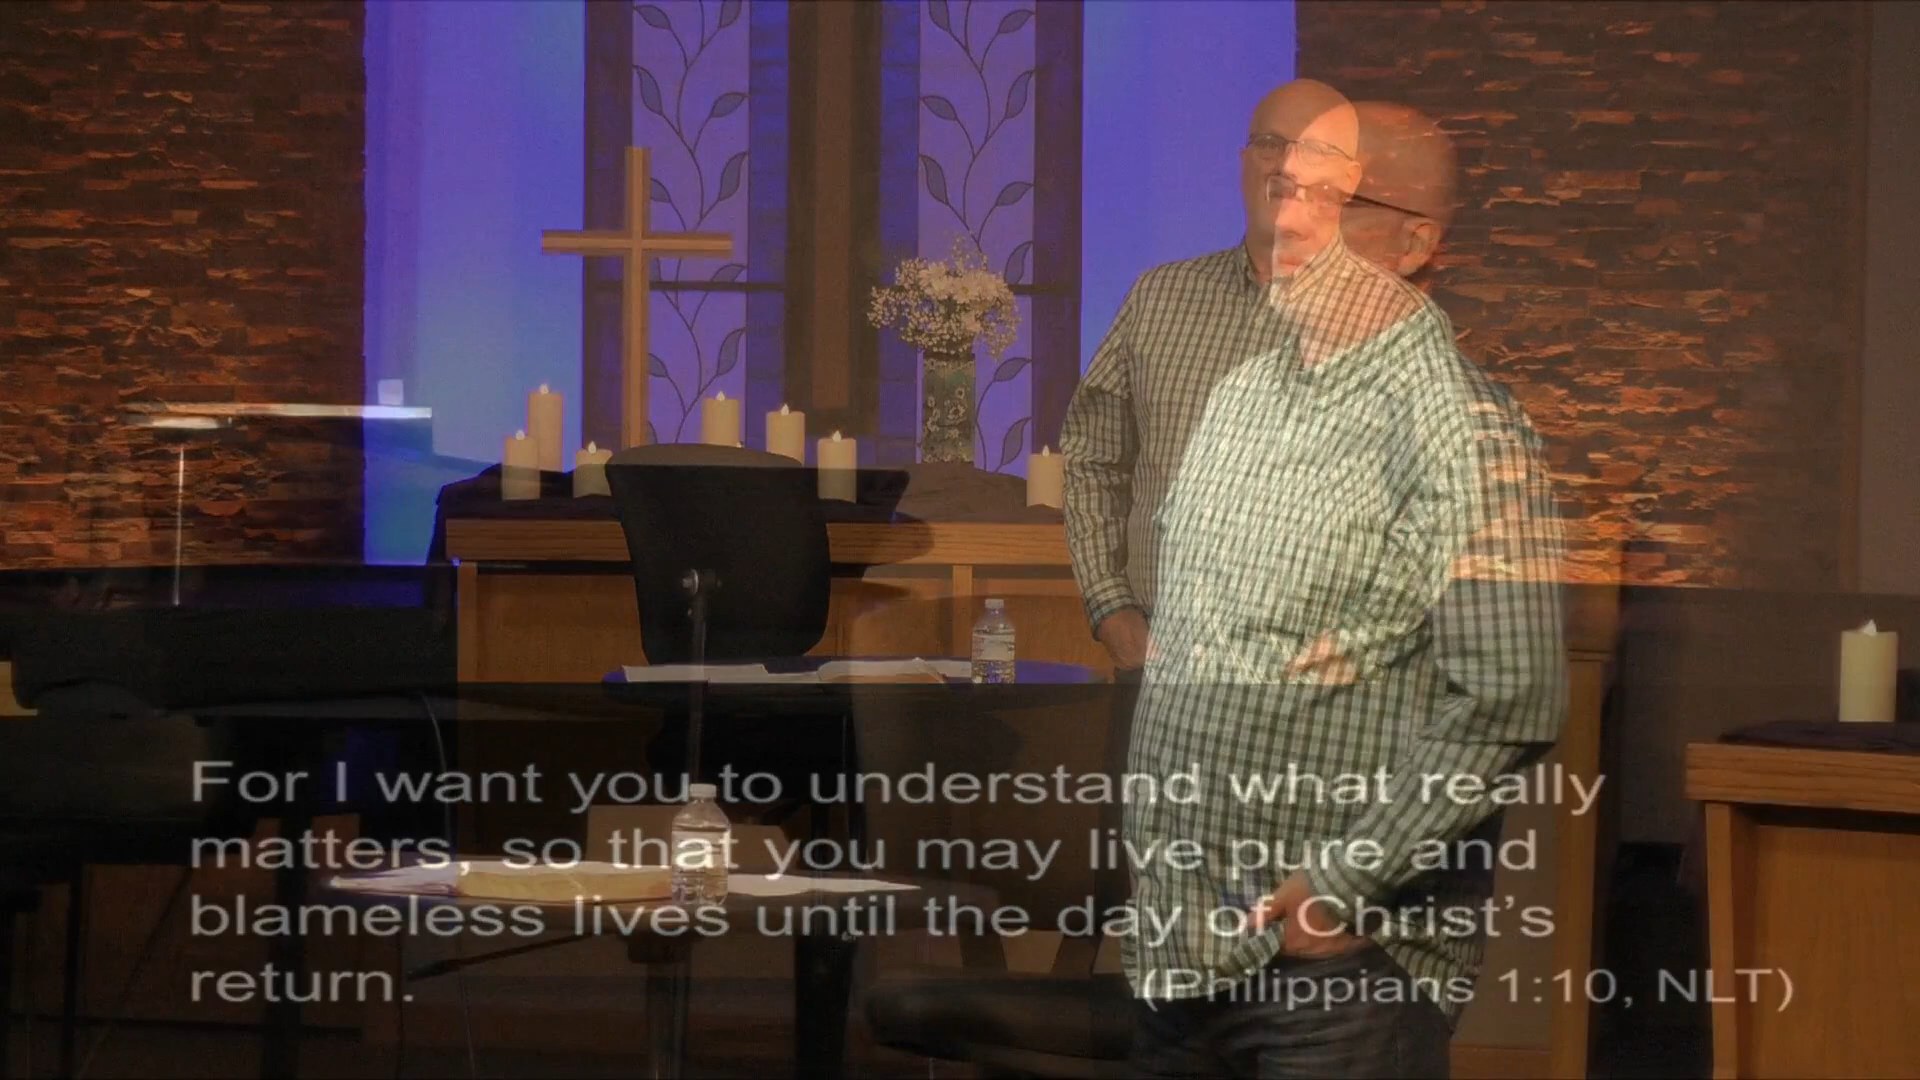 For I want you to understand what really
matters, so that you may live pure and
blameless lives until the day of Christ’s
return.
(Philippians 1:10, NLT)